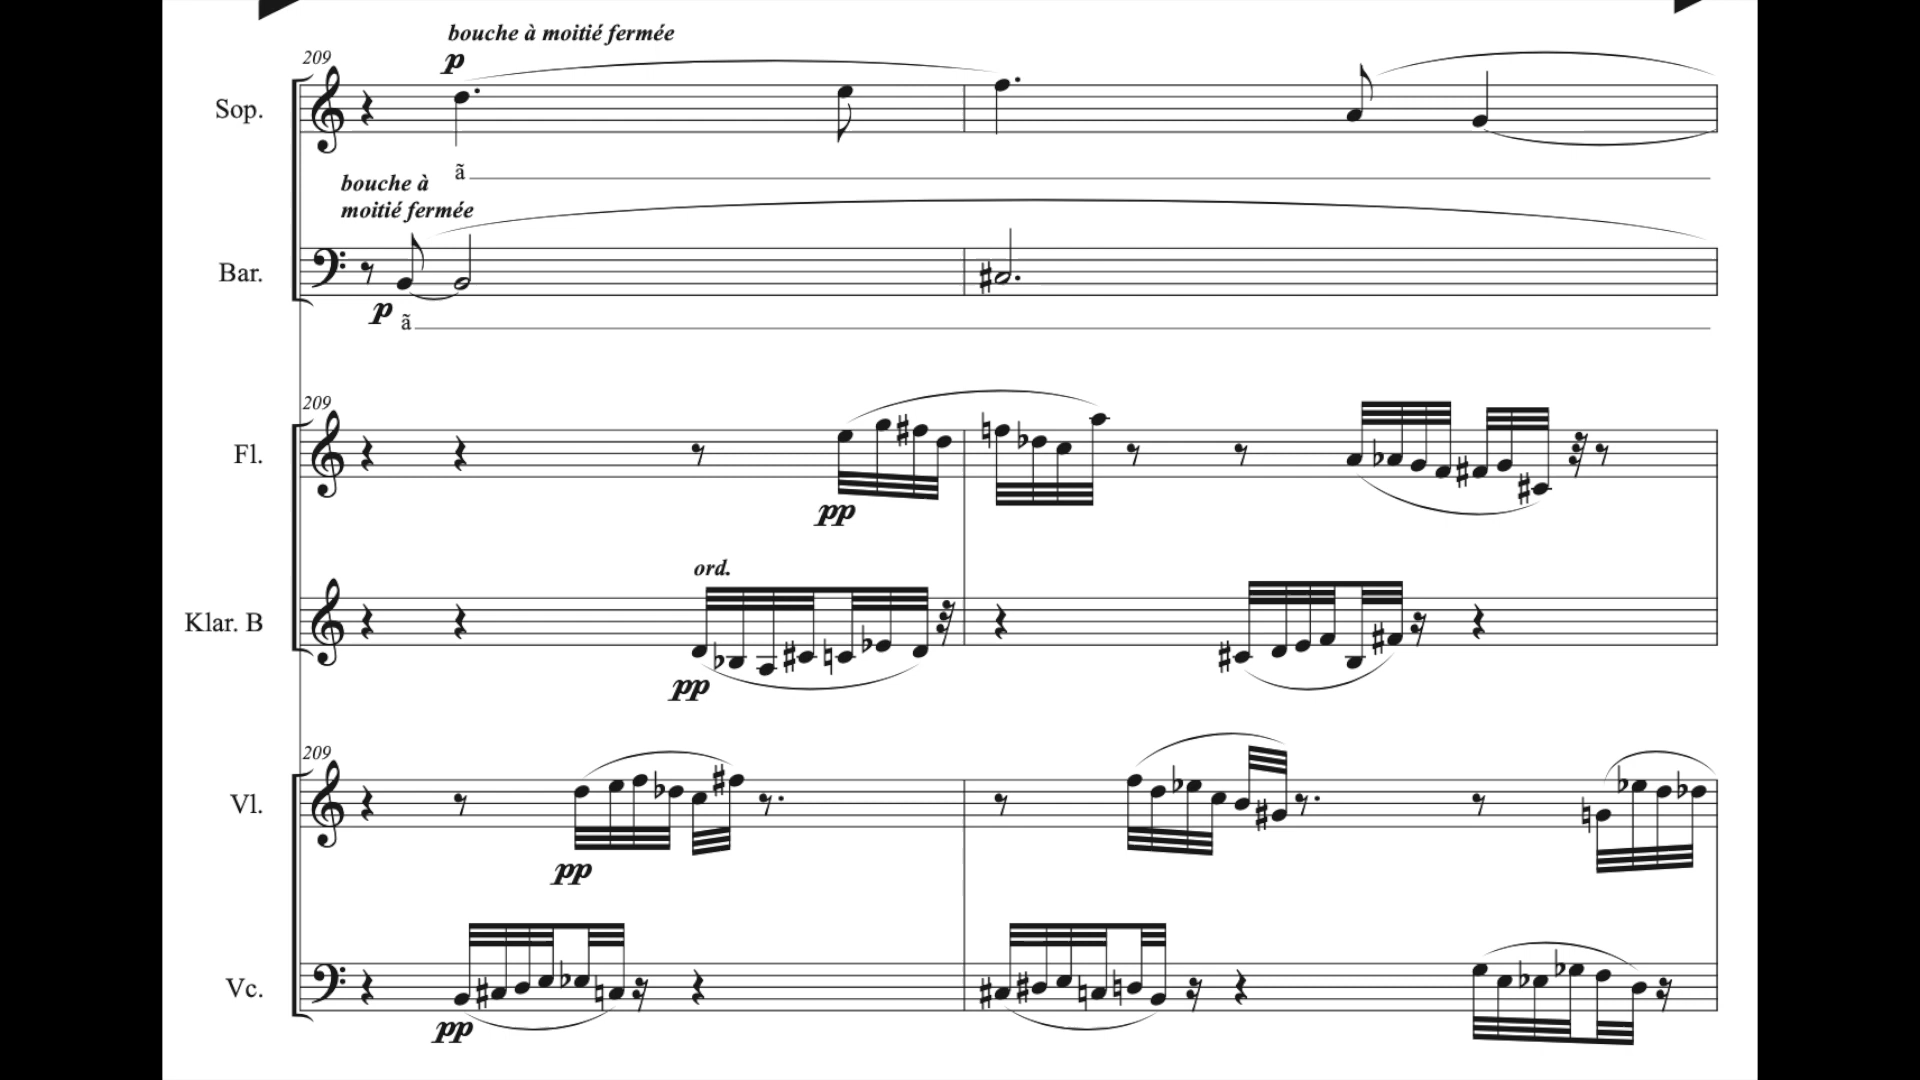 bouche à moitié fermée
209
p
Sop.
ã
bouche à
moitié fermée
Bar.
p
ã
209
Fl.
pp
ord.
Klar. B
pp
209
Vl.
pp
Vc.
pp